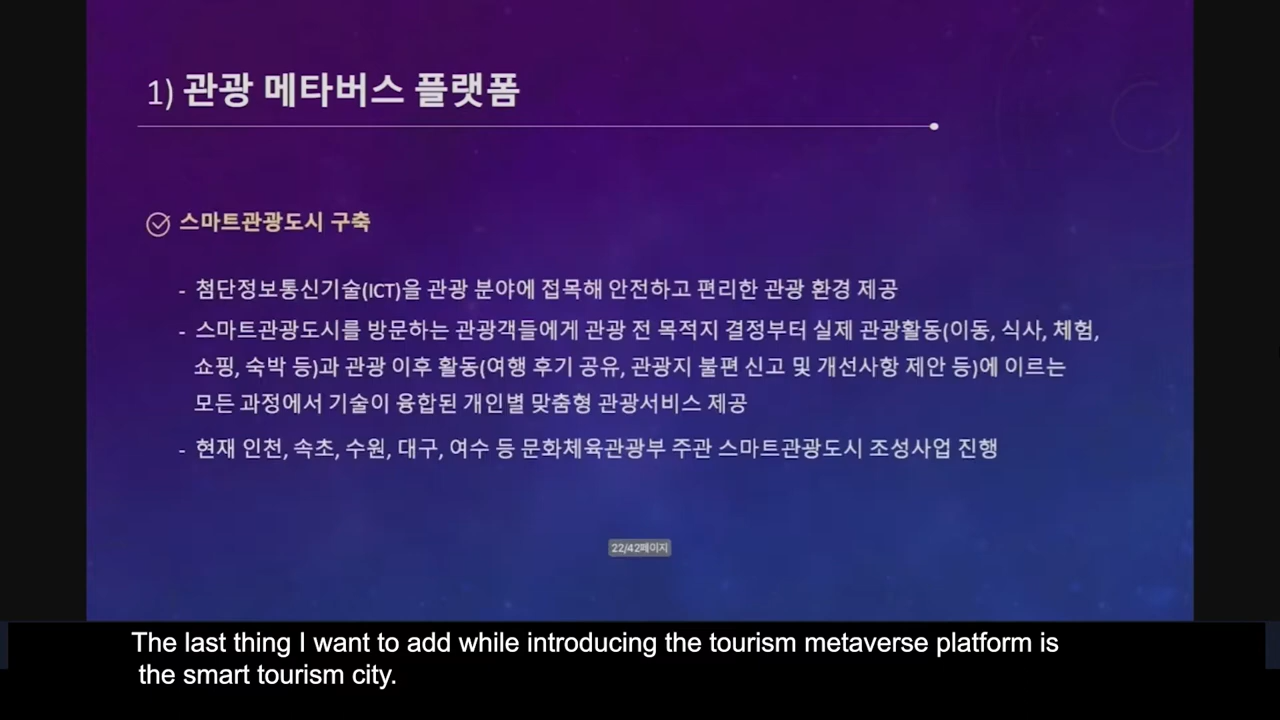 1) 관광 메타버스 플랫폼
스마트관광도시 구축
- 첨단정보통신기술(ICT)을 관광 분야에 접목해 안전하고 편리한 관광 환경 제공
- 스마트관광도시를 방문하는 관광객들에게 관광 전 목적지 결정부터 실제 관광활동(이동, 식사, 체험,
쇼핑, 숙박 등)과 관광 이후 활동(여행 후기 공유, 관광지 불편 신고 및 개선사항 제안 등)에 이르는
모든 과정에서 기술이 융합된 개인별 맞춤형 관광서비스 제공
- 현재 인천, 속초, 수원, 대구, 여수 등 문화체육관광부 주관 스마트관광도시 조성사업 진행
22/42페이지
The last thing I want to add while introducing the tourism metaverse platform is
the smart tourism city.